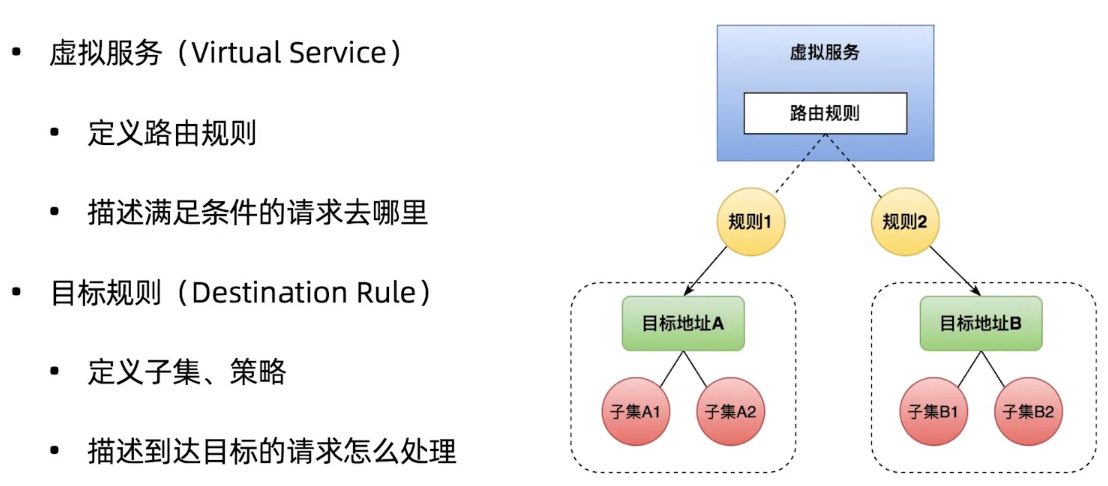 • 虚拟服务（Virtual Service）
• 定义路由规则
• 描述满足条件的请求去哪里
• 目标规则（Destination Rule）
• 定义子集、策略
• 描述到达目标的请求怎么处理
虚拟服务
路由规则
规则1
规则2
目标地址A
目标地址B
子集A1
子集A2
子集B1
子集B2